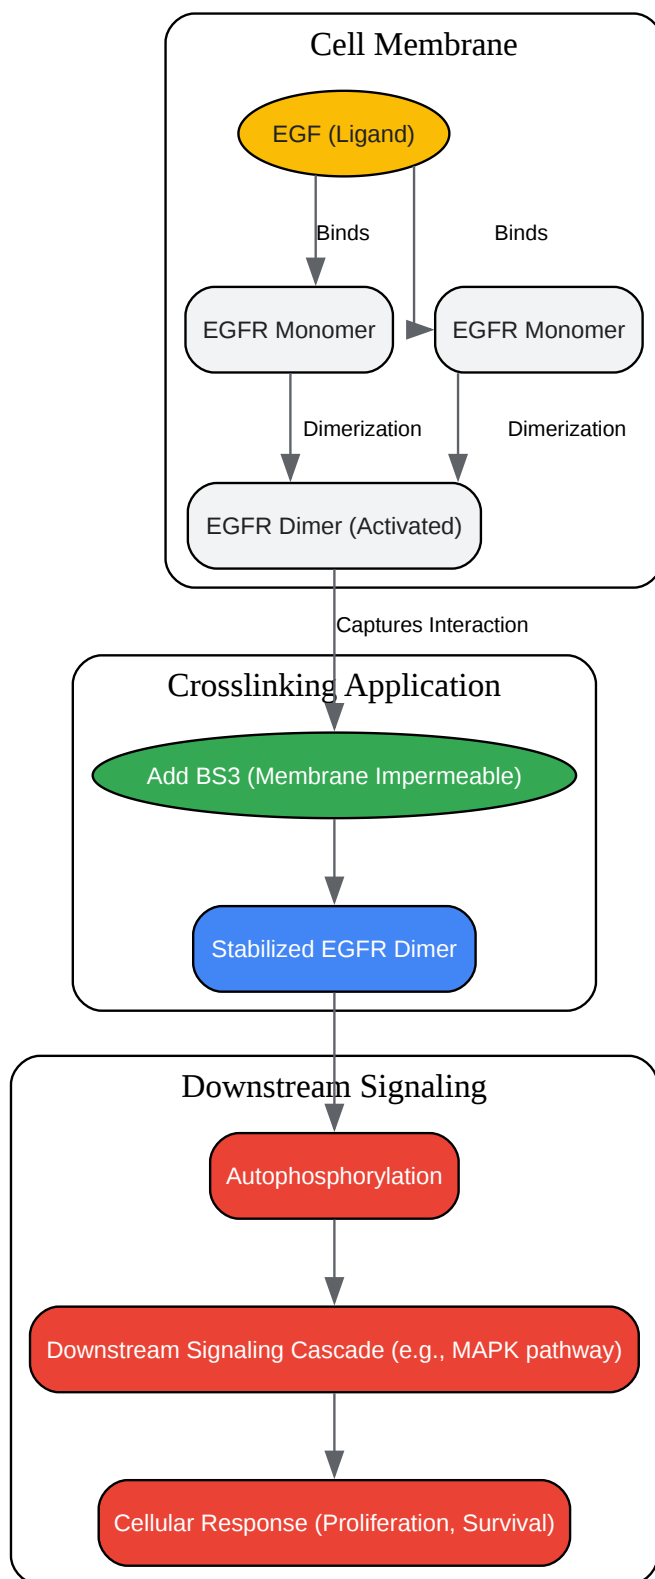 Cell Membrane
EGF (Ligand)
Binds
Binds
EGFR Monomer
EGFR Monomer
Dimerization
Dimerization
EGFR Dimer (Activated)
Captures Interaction
Crosslinking Application
Add BS3 (Membrane Impermeable)
Stabilized EGFR Dimer
Downstream Signaling
Autophosphorylation
Downstream Signaling Cascade (e.g., MAPK pathway)
Cellular Response (Proliferation, Survival)